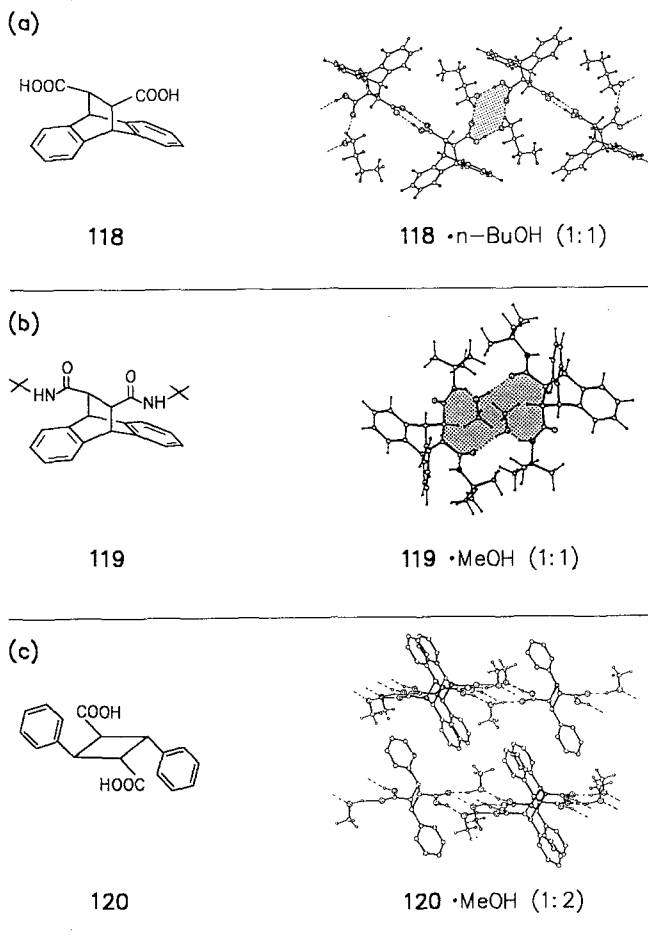 (a)
HOOC
COOH
118
118 •n-BuOH (1:1)
(b)
O
O
HN
NH
119
119 •MeOH (1:1)
(c)
COOH
HOOC
120
120 •MeOH (1:2)